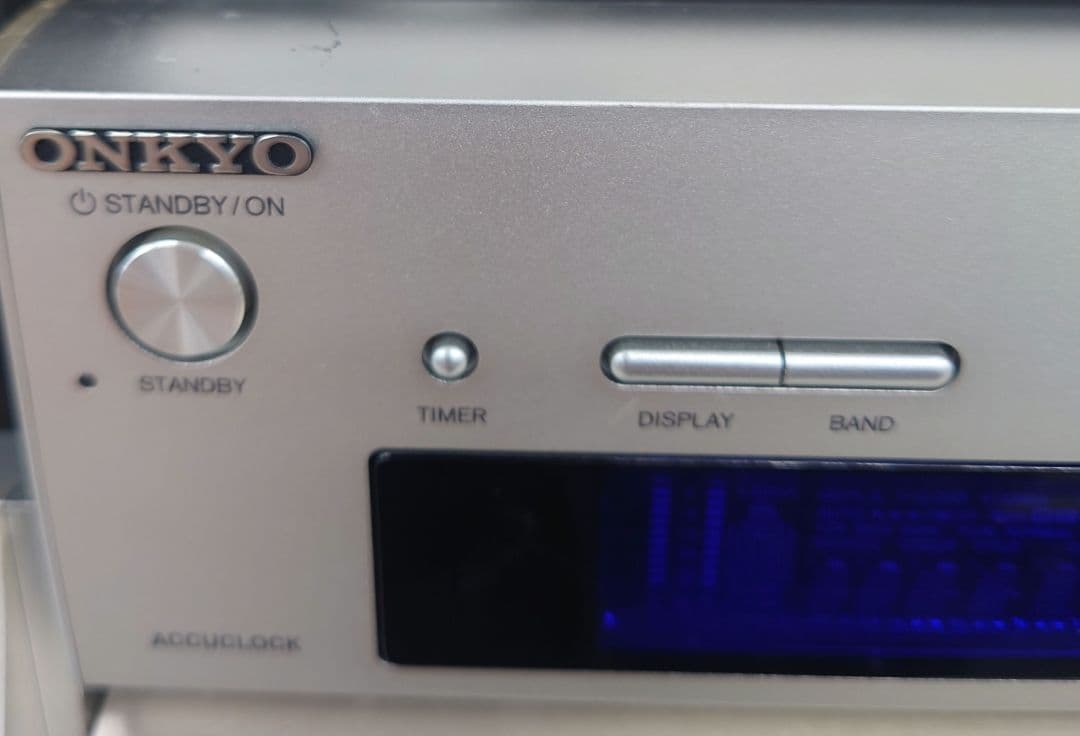 ONKYO
STANDBY/ON
STANDBY
TIMER
DISPLAY
BAND
ACCUCLOCK